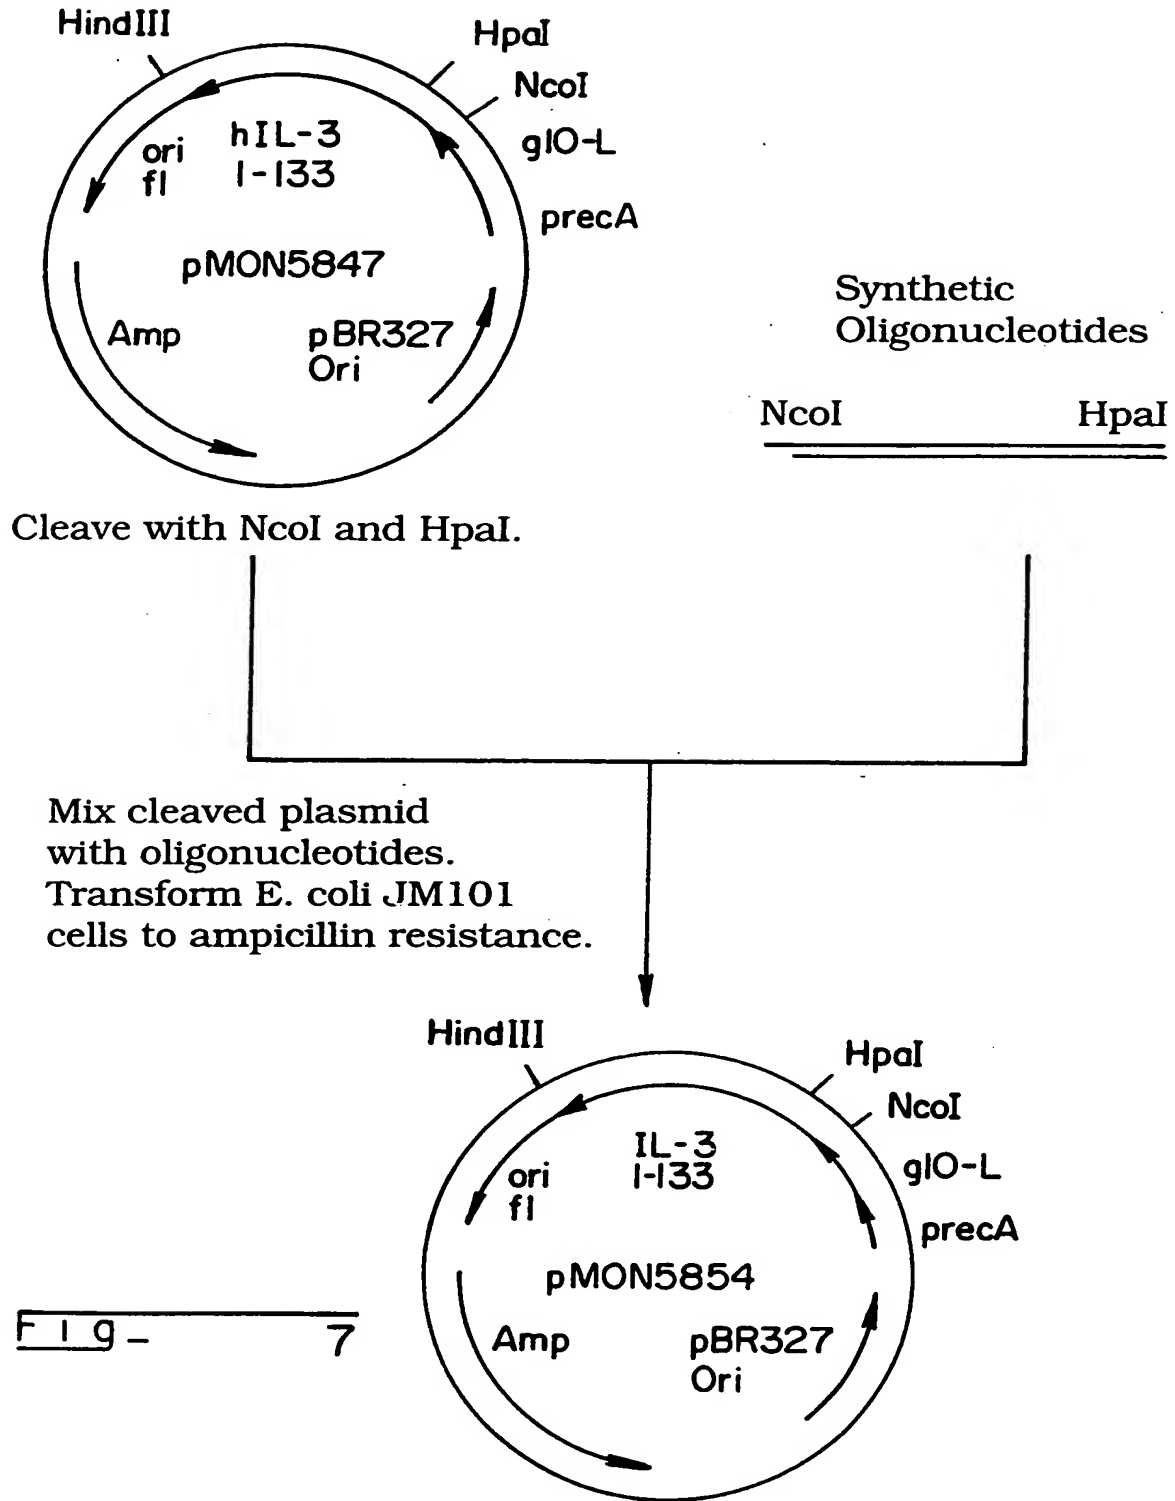 HindIII
HpaI
NcoI
g10-L
precA
hIL-3
1-133
ori
f1
pMON5847
Amp
pBR327
Ori
Synthetic
Oligonucleotides
NcoI HpaI
Cleave with NcoI and HpaI.
Mix cleaved plasmid
with oligonucleotides.
Transform E. coli JM101
cells to ampicillin resistance.
HindIII
HpaI
NcoI
g10-L
precA
IL-3
1-133
ori
f1
pMON5854
Amp
pBR327
Ori
Fig_ 7